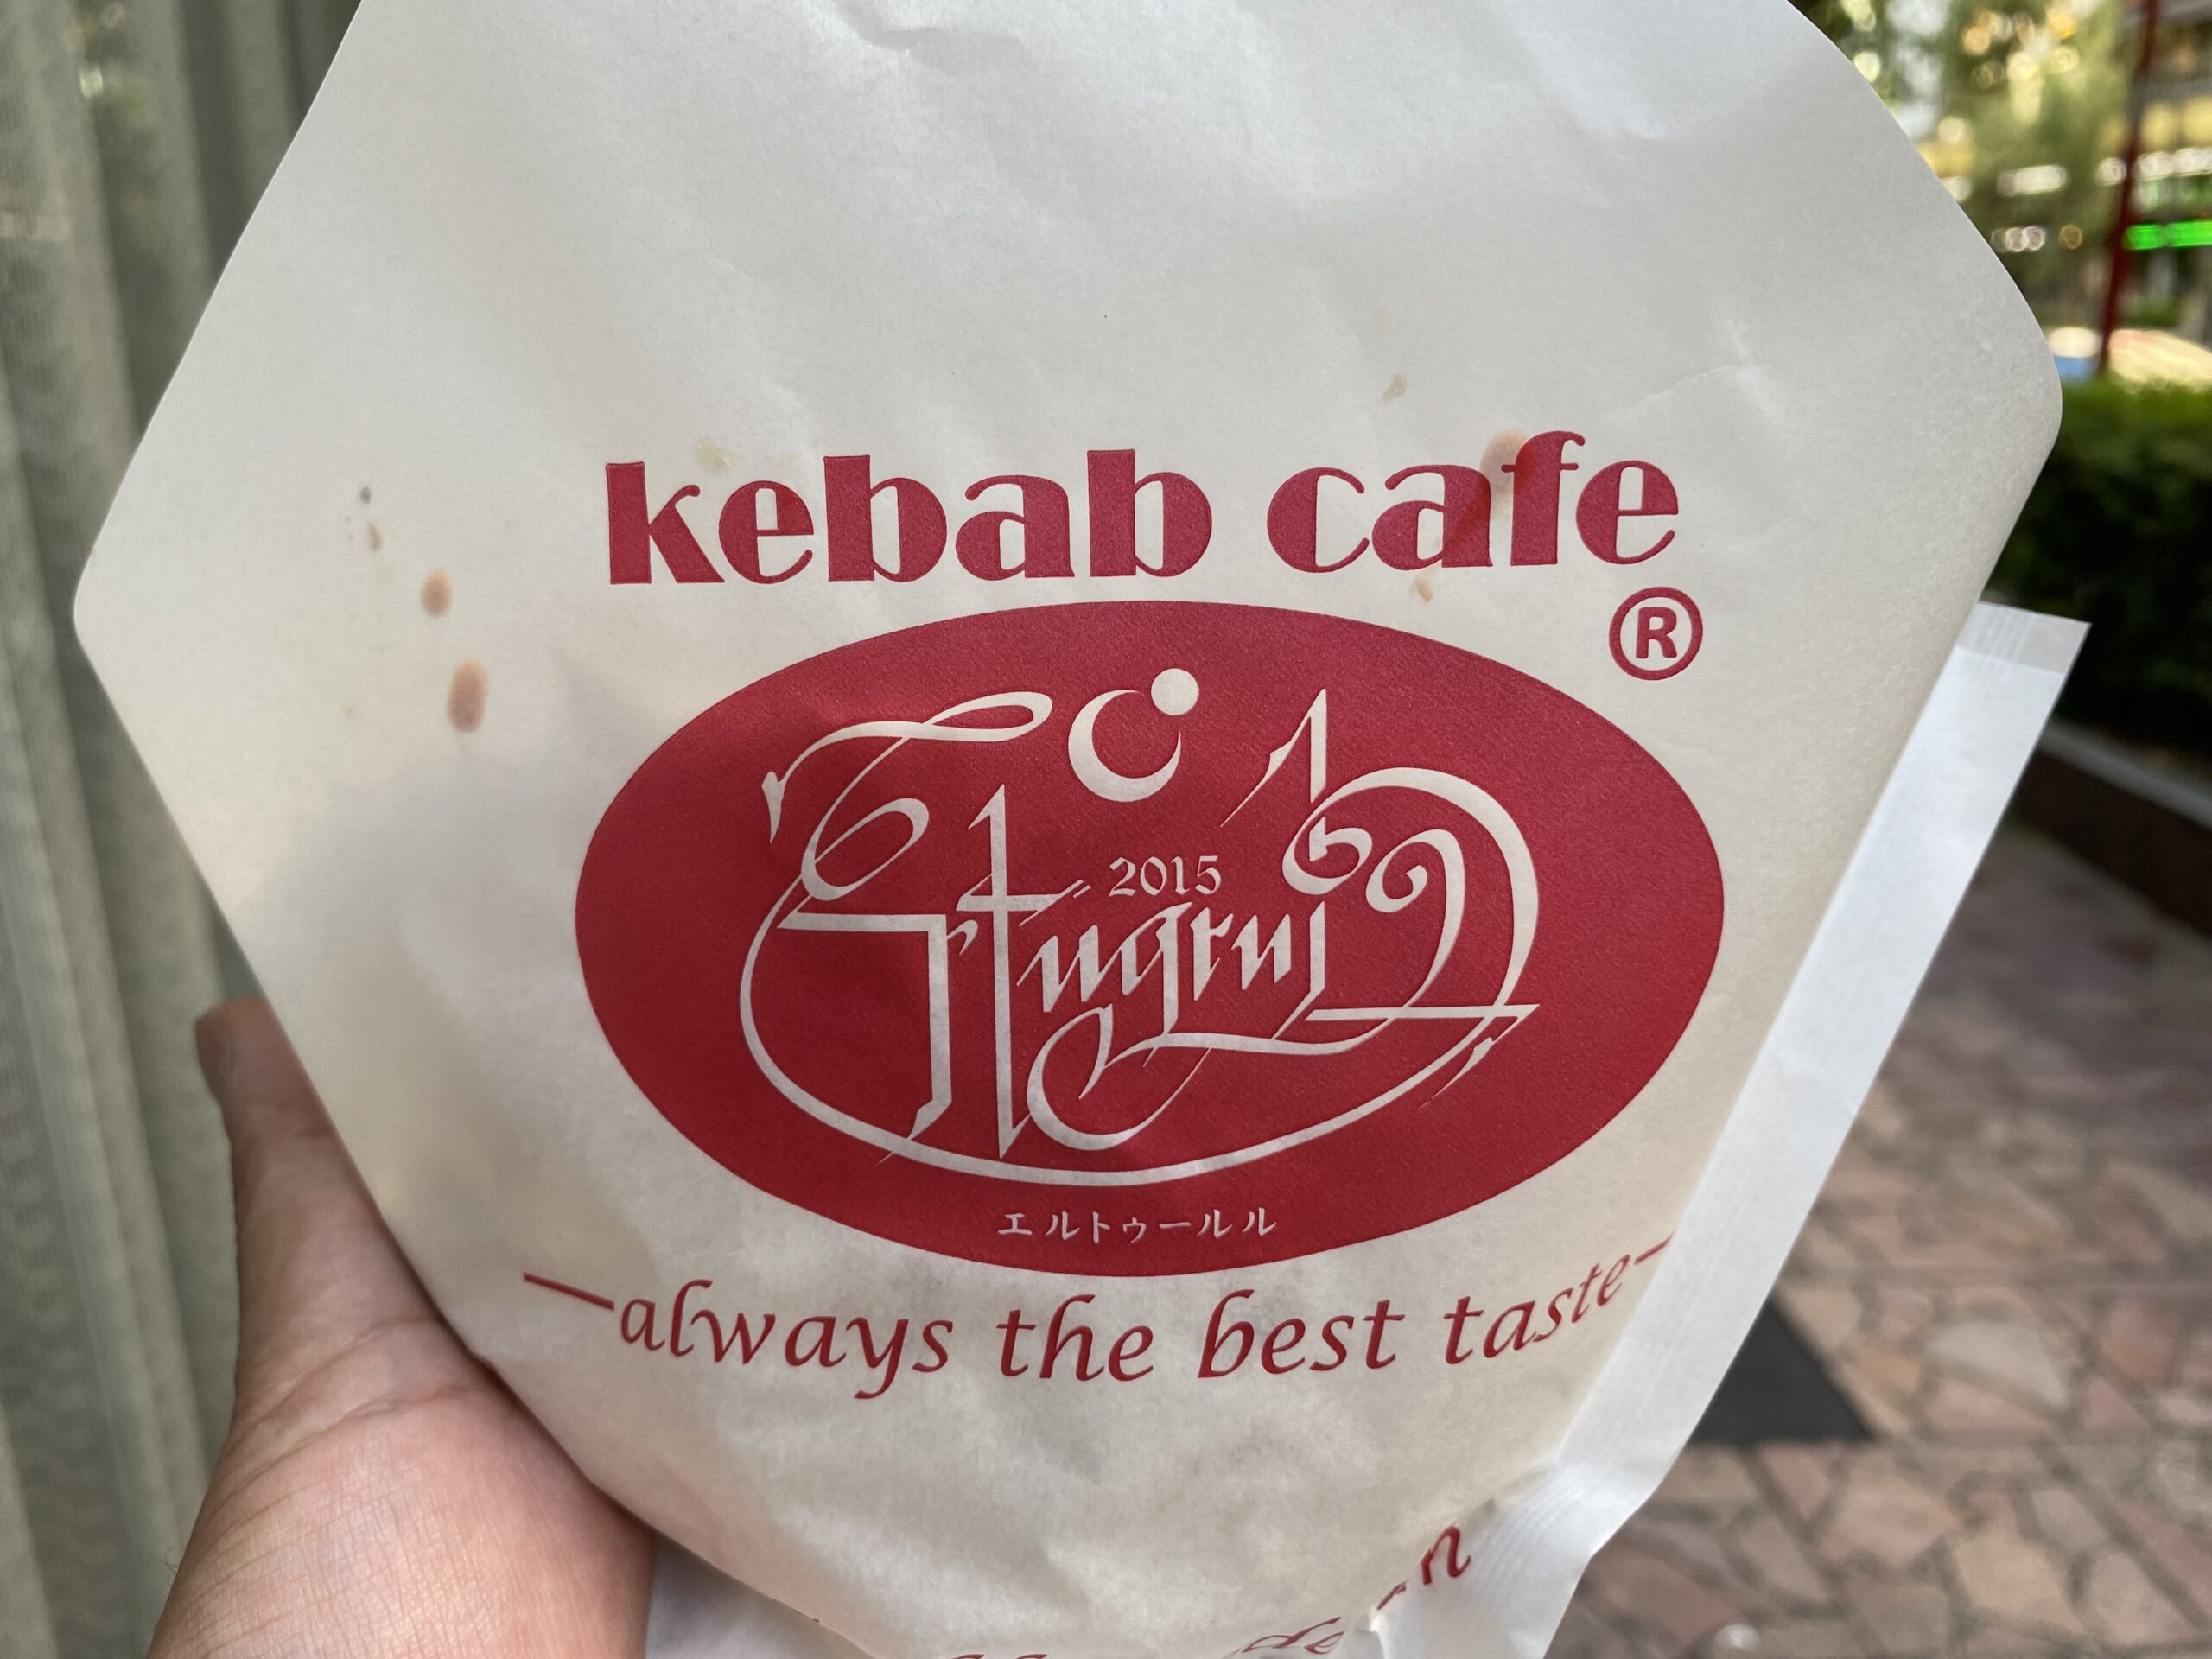 kebab cafe
®
2015
Ertugrul
エルトゥールル
—always the best taste—